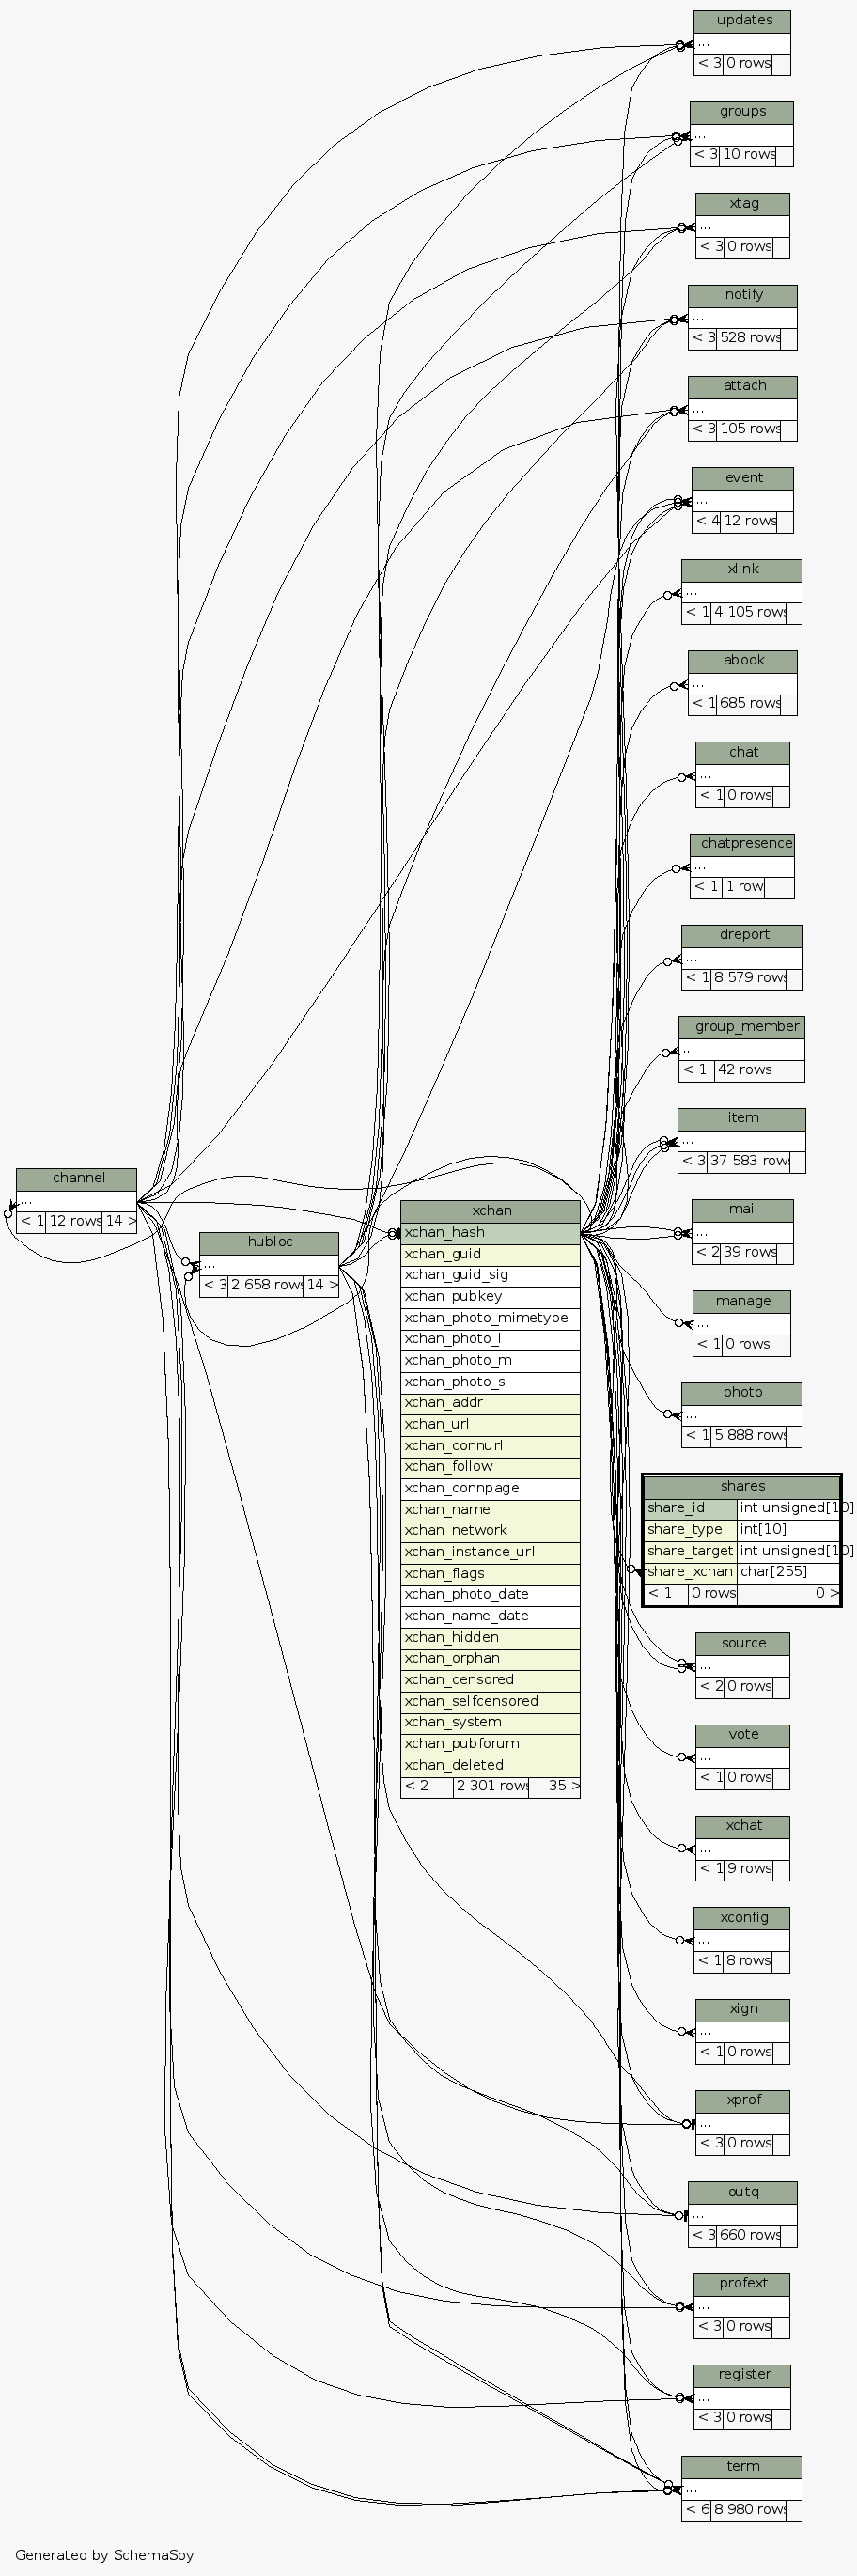 updates
...
< 3 0 rows
groups
...
< 3 10 rows
xtag
...
< 3 0 rows
notify
...
< 3 528 rows
attach
...
< 3 105 rows
event
...
< 4 12 rows
xlink
...
< 1 4 105 rows
abook
...
< 1 685 rows
chat
...
< 1 0 rows
chatpresence
...
< 1 1 row
dreport
...
< 1 8 579 rows
group_member
...
< 1 42 rows
item
...
< 3 37 583 rows
channel
...
< 1 12 rows 14 >
hubloc
...
< 3 2 658 rows 14 >
xchan
xchan_hash
xchan_guid
xchan_guid_sig
xchan_pubkey
xchan_photo_mimetype
xchan_photo_l
xchan_photo_m
xchan_photo_s
xchan_addr
xchan_url
xchan_connurl
xchan_follow
xchan_connpage
xchan_name
xchan_network
xchan_instance_url
xchan_flags
xchan_photo_date
xchan_name_date
xchan_hidden
xchan_orphan
xchan_censored
xchan_selfcensored
xchan_system
xchan_pubforum
xchan_deleted
< 2 2 301 rows 35 >
mail
...
< 2 39 rows
manage
...
< 1 0 rows
photo
...
< 1 5 888 rows
shares
share_id int unsigned[10]
share_type int[10]
share_target int unsigned[10]
share_xchan char[255]
< 1 0 rows 0 >
source
...
< 2 0 rows
vote
...
< 1 0 rows
xchat
...
< 1 9 rows
xconfig
...
< 1 8 rows
xign
...
< 1 0 rows
xprof
...
< 3 0 rows
outq
...
< 3 660 rows
profext
...
< 3 0 rows
register
...
< 3 0 rows
term
...
< 6 8 980 rows
Generated by SchemaSpy